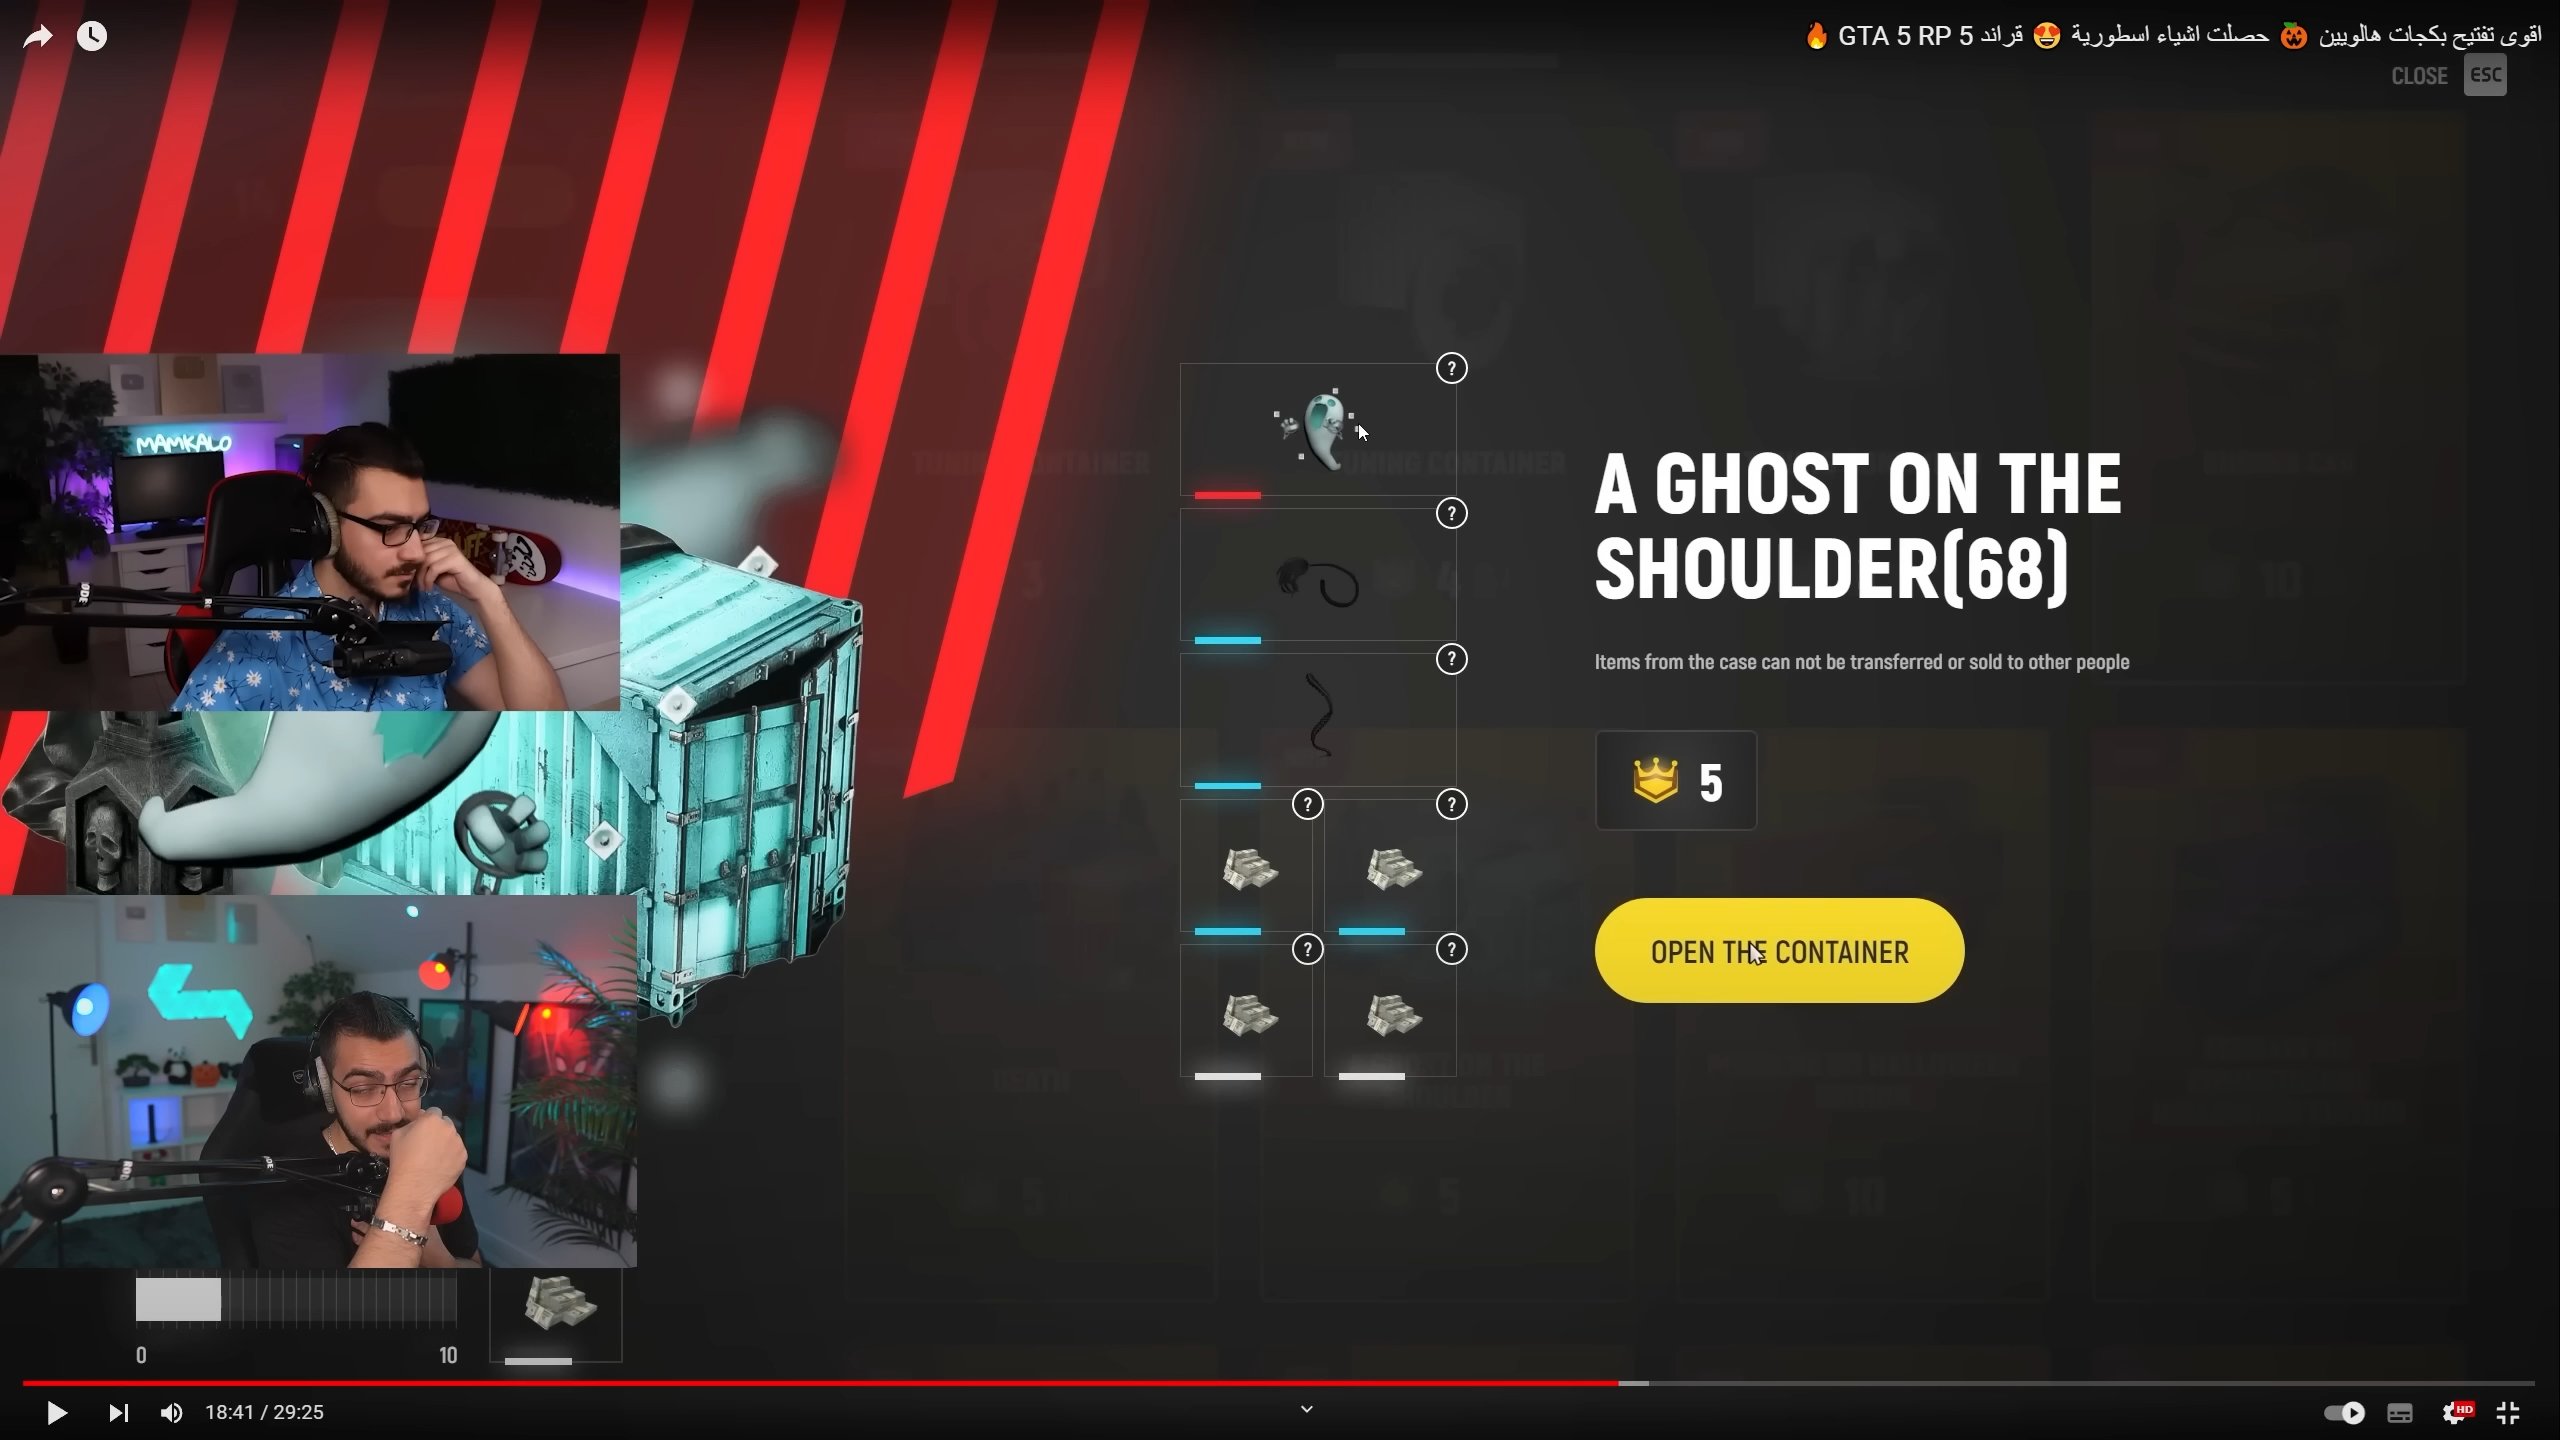 اقوى تفتيح بكجات هالويين 🎃 حصلت اشياء اسطورية 😍 قراند 5 GTA 5 RP 🔥
CLOSE ESC
MAMKALO
?
A GHOST ON THE
SHOULDER(68)
?
Items from the case can not be transferred or sold to other people
?
5
? ?
OPEN THE CONTAINER
? ?
0 10
18:41 / 29:25
HD